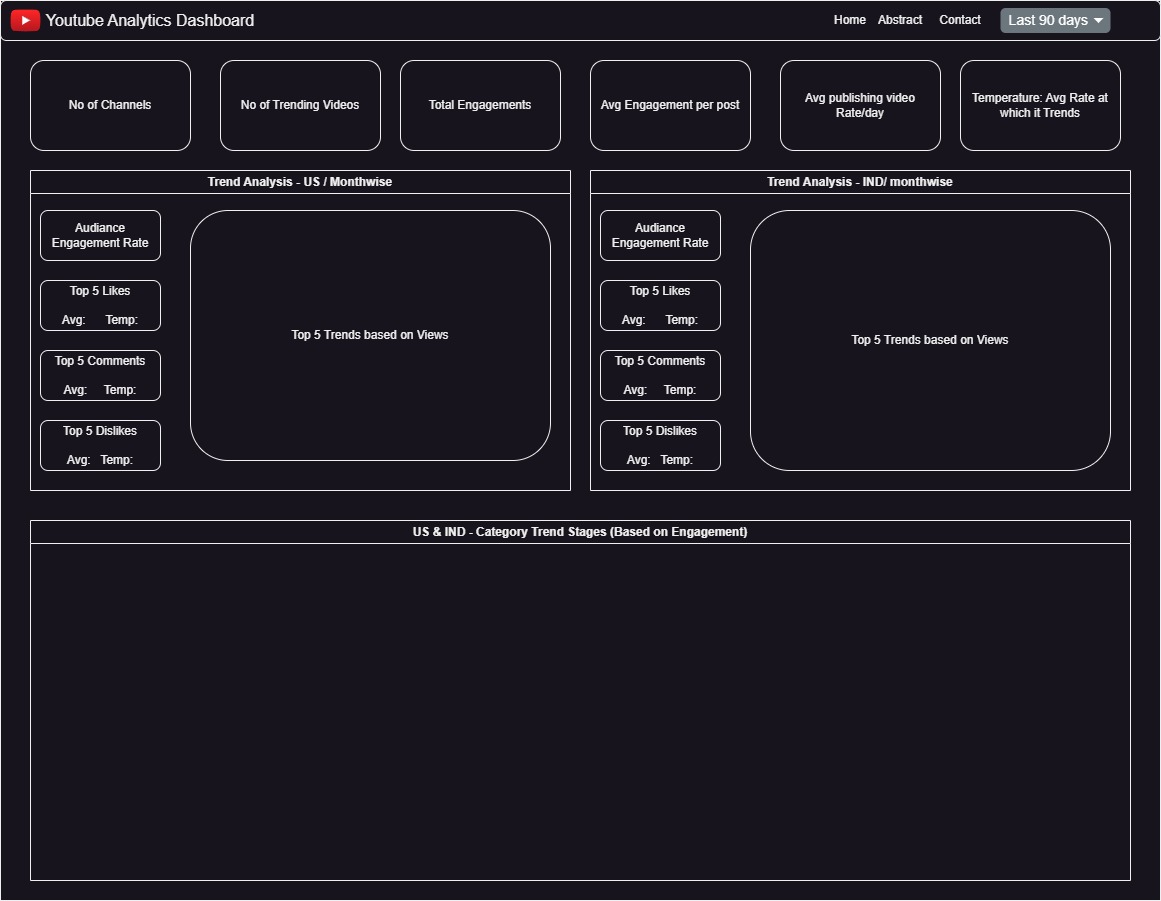 Youtube Analytics Dashboard
Home Abstract Contact Last 90 days
No of Channels
No of Trending Videos
Total Engagements
Avg Engagement per post
Avg publishing video
Rate/day
Temperature: Avg Rate at
which it Trends
Trend Analysis - US / Monthwise
Audiance
Engagement Rate
Top 5 Likes
Avg: Temp:
Top 5 Comments
Avg: Temp:
Top 5 Dislikes
Avg: Temp:
Top 5 Trends based on Views
Trend Analysis - IND/ monthwise
Audiance
Engagement Rate
Top 5 Likes
Avg: Temp:
Top 5 Comments
Avg: Temp:
Top 5 Dislikes
Avg: Temp:
Top 5 Trends based on Views
US & IND - Category Trend Stages (Based on Engagement)